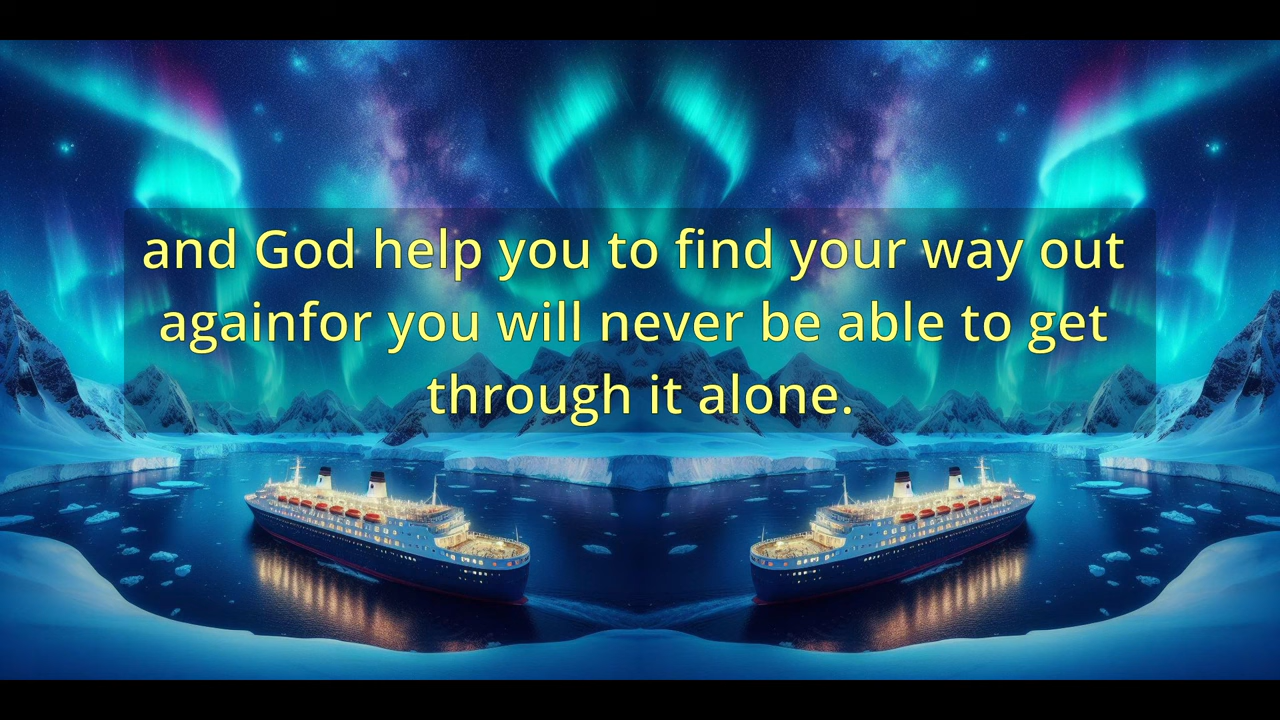 and God help you to find your way out
againfor you will never be able to get
through it alone.